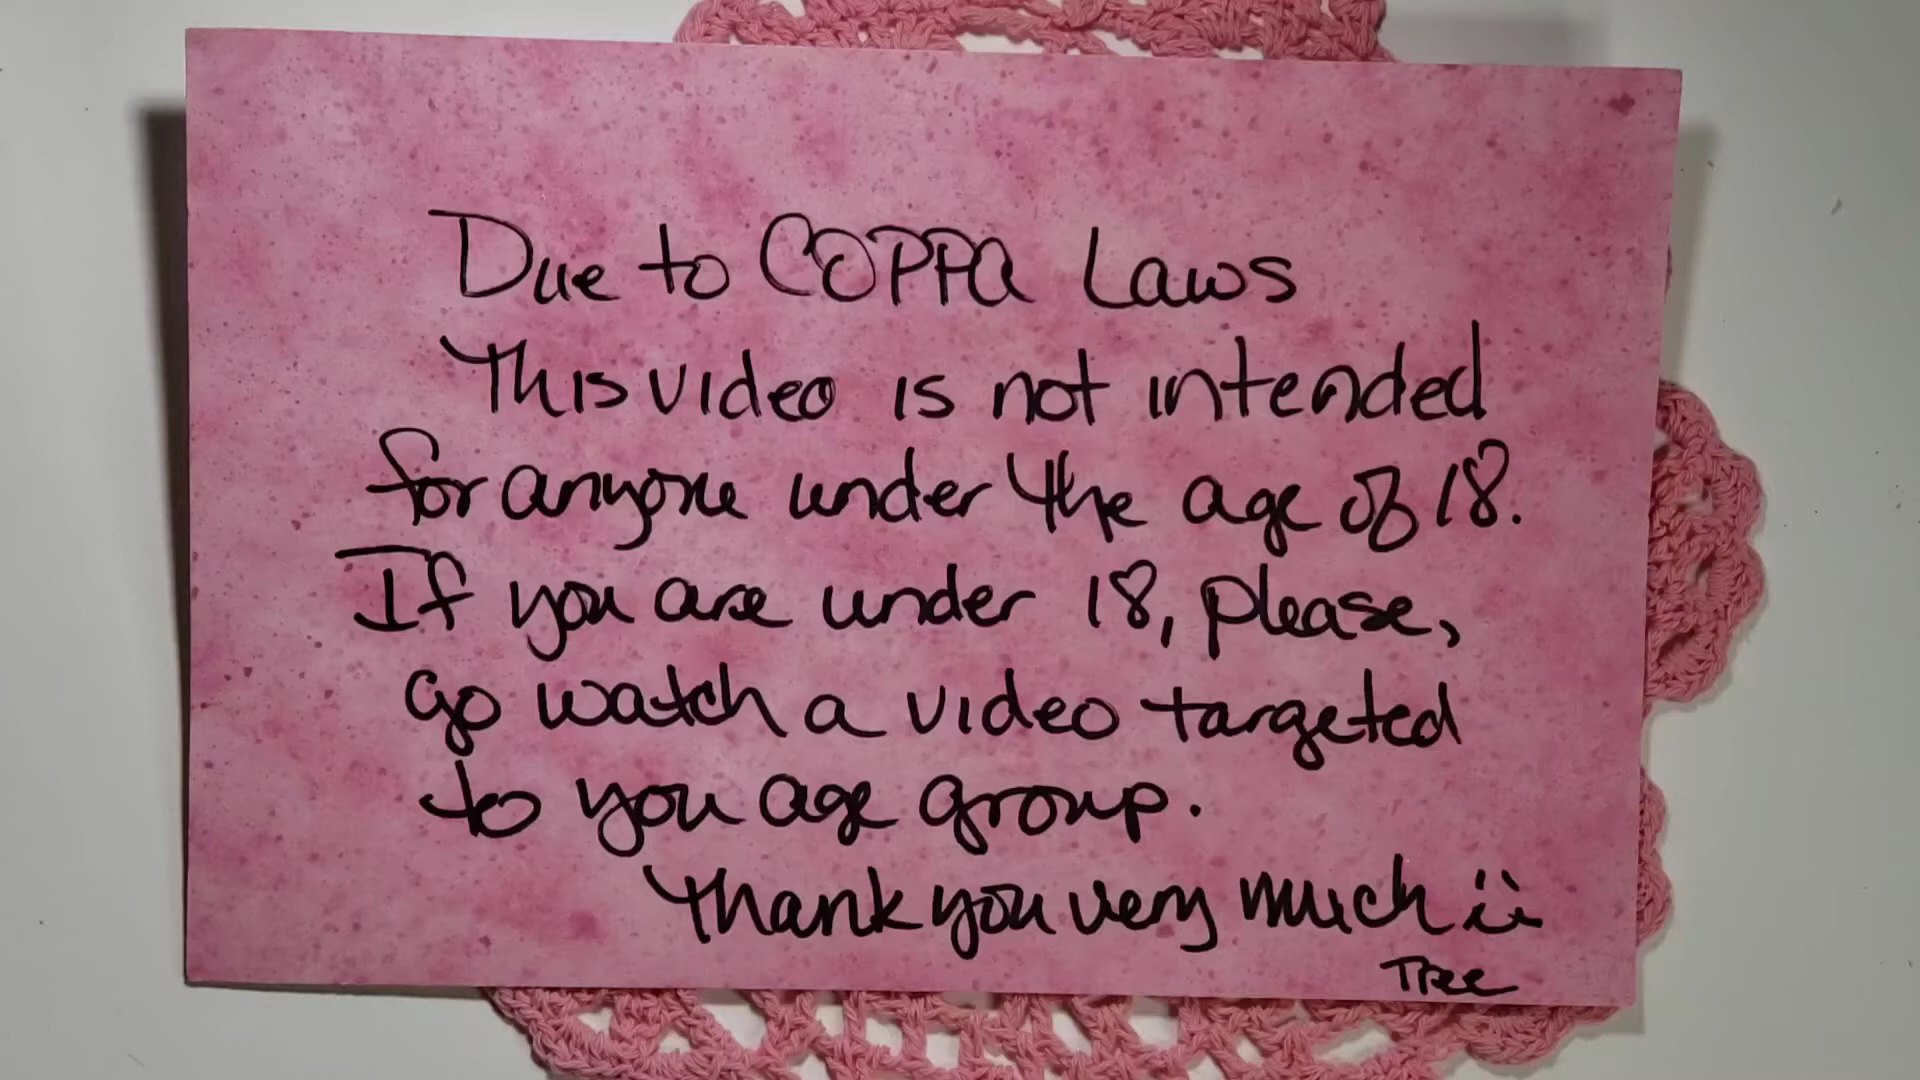 Due to COPPA Laws
This video is not intended
for anyone under the age of 18.
If you are under 18, please,
go watch a video targeted
to you age group.
Thank you very much
Tree